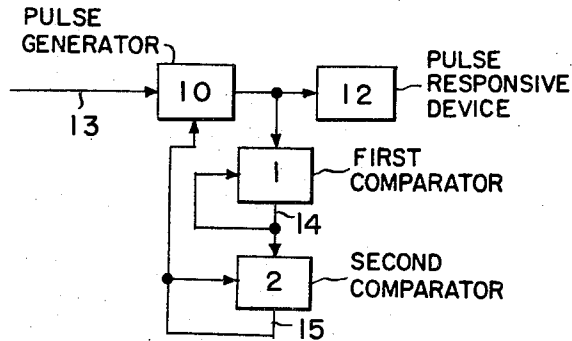 PULSE
GENERATOR
10
12
PULSE
RESPONSIVE
DEVICE
13
1
FIRST
COMPARATOR
14
2
SECOND
COMPARATOR
15